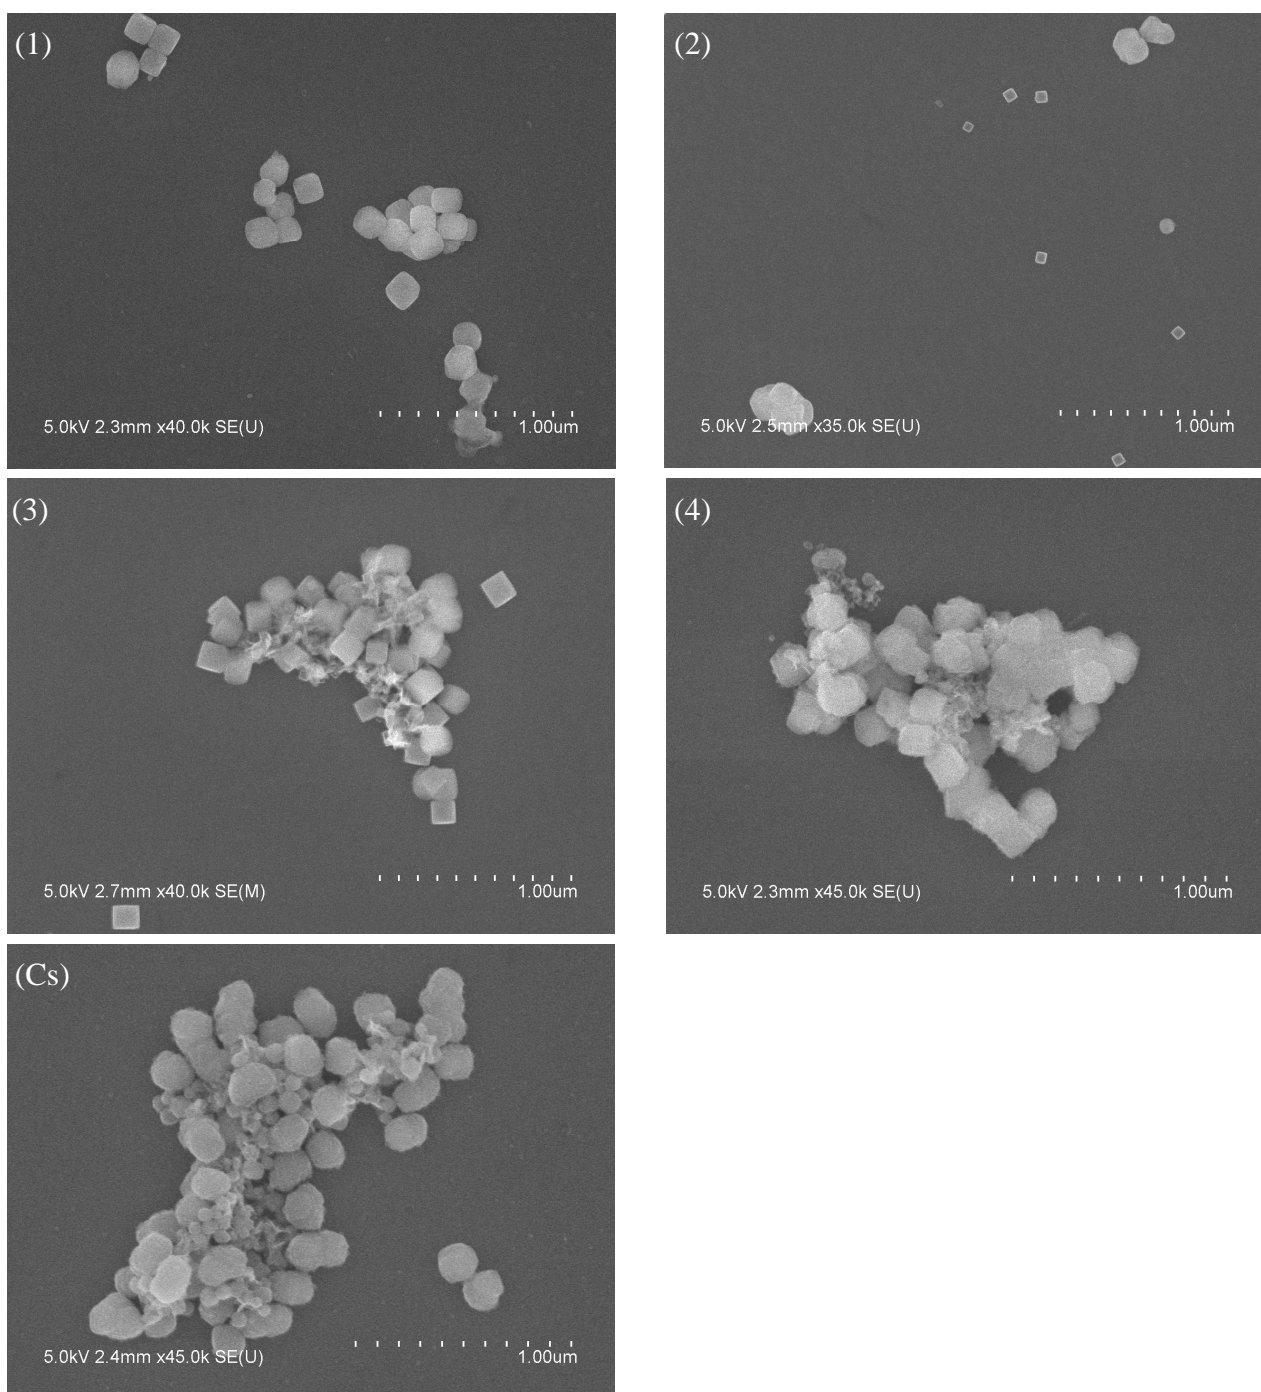 (1)
5.0kV 2.3mm x40.0k SE(U)
1.00um
(2)
5.0kV 2.5mm x35.0k SE(U)
1.00um
(3)
5.0kV 2.7mm x40.0k SE(M)
1.00um
(4)
5.0kV 2.3mm x45.0k SE(U)
1.00um
(Cs)
5.0kV 2.4mm x45.0k SE(U)
1.00um